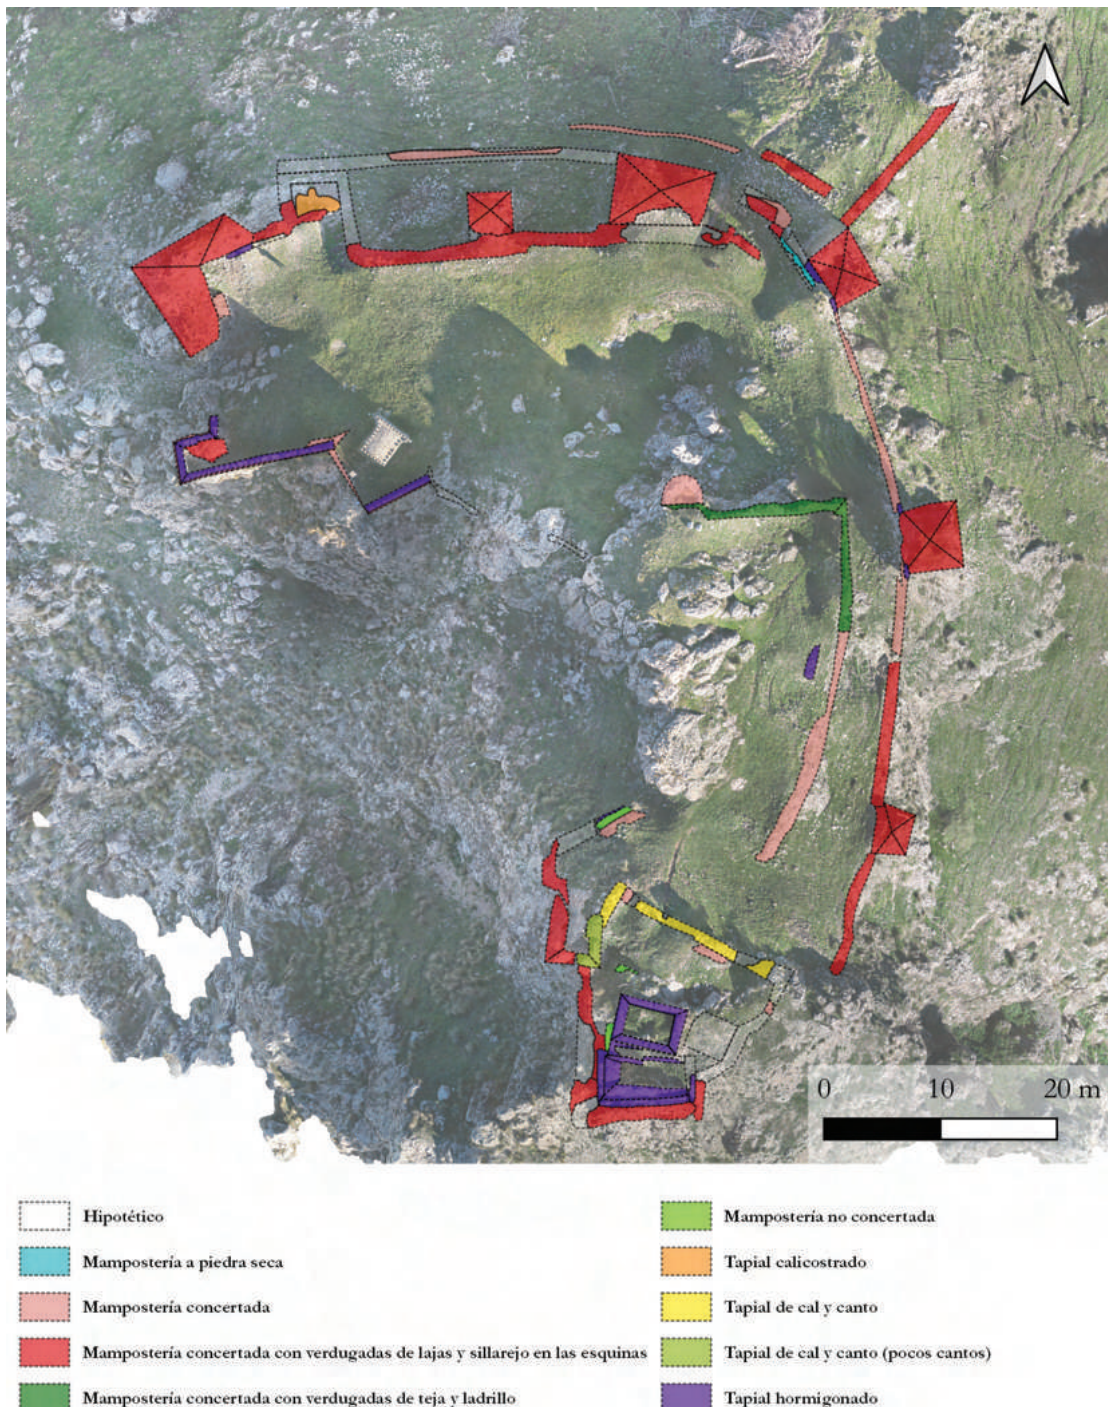 0 10 20 m
Hipotético
Mampostería a piedra seca
Mampostería concertada
Mampostería concertada con verdugadas de lajas y sillarejo en las esquinas
Mampostería concertada con verdugadas de teja y ladrillo
Mampostería no concertada
Tapial calicostrado
Tapial de cal y canto
Tapial de cal y canto (pocos cantos)
Tapial hormigonado